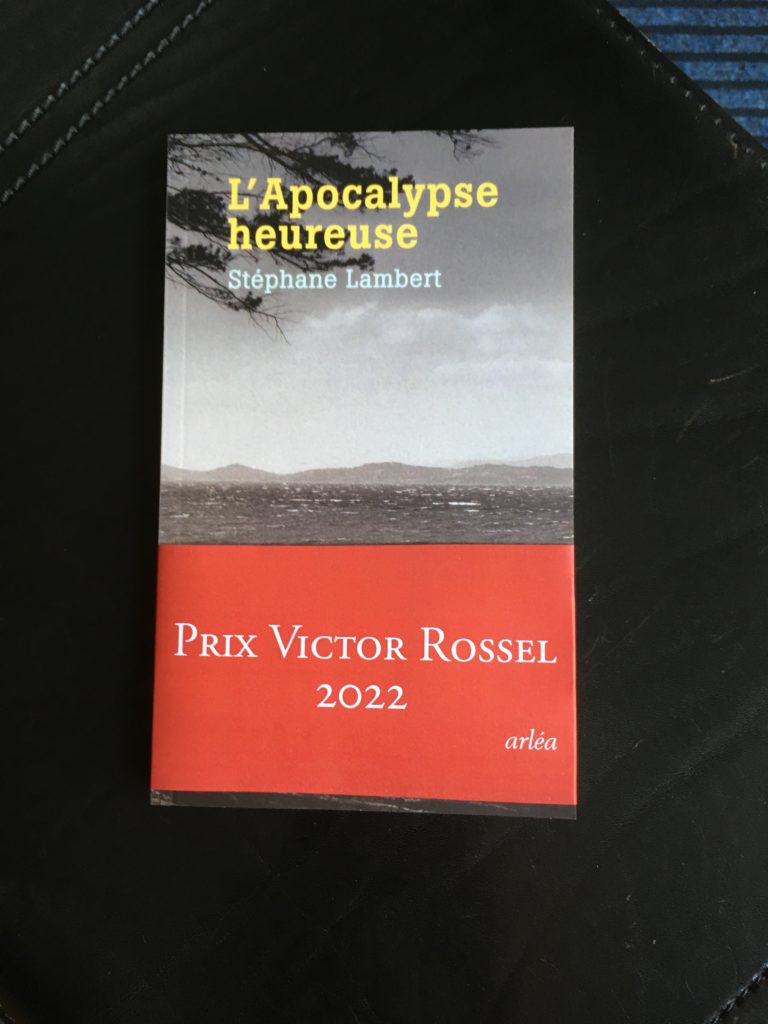 L'Apocalypse
heureuse
Stéphane Lambert
PRIX VICTOR ROSSEL
2022
arléa